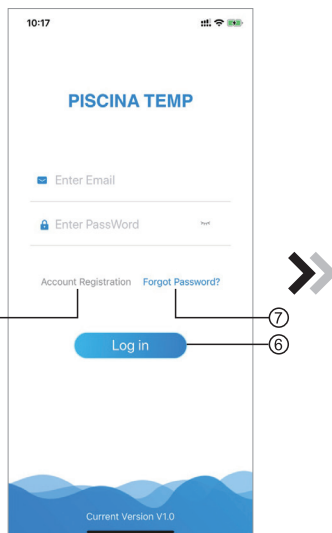 10:17
PISCINA TEMP
Enter Email
Enter PassWord
Account Registration Forgot Password?
⑦
Log in
⑥
Current Version V1.0